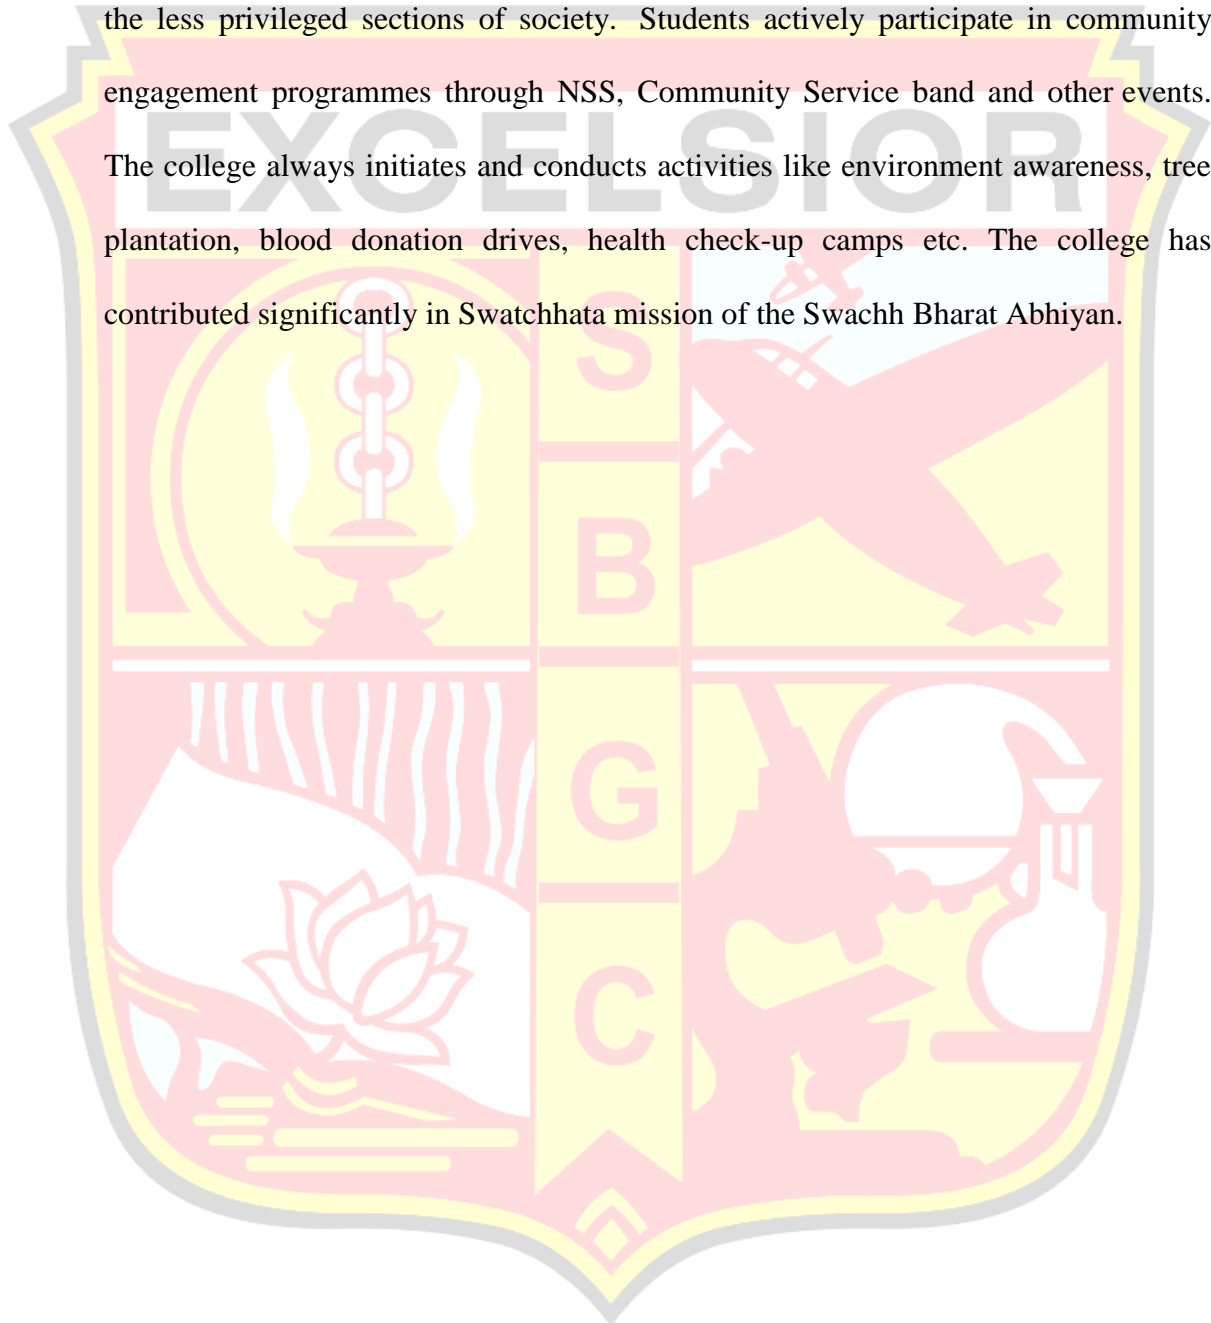 the less privileged sections of society. Students actively participate in community
engagement programmes through NSS, Community Service band and other events.
EXCELSIOR
The college always initiates and conducts activities like environment awareness, tree
plantation, blood donation drives, health check-up camps etc. The college has
contributed significantly in Swatchhata mission of the Swachh Bharat Abhiyan.
S
B
G
C